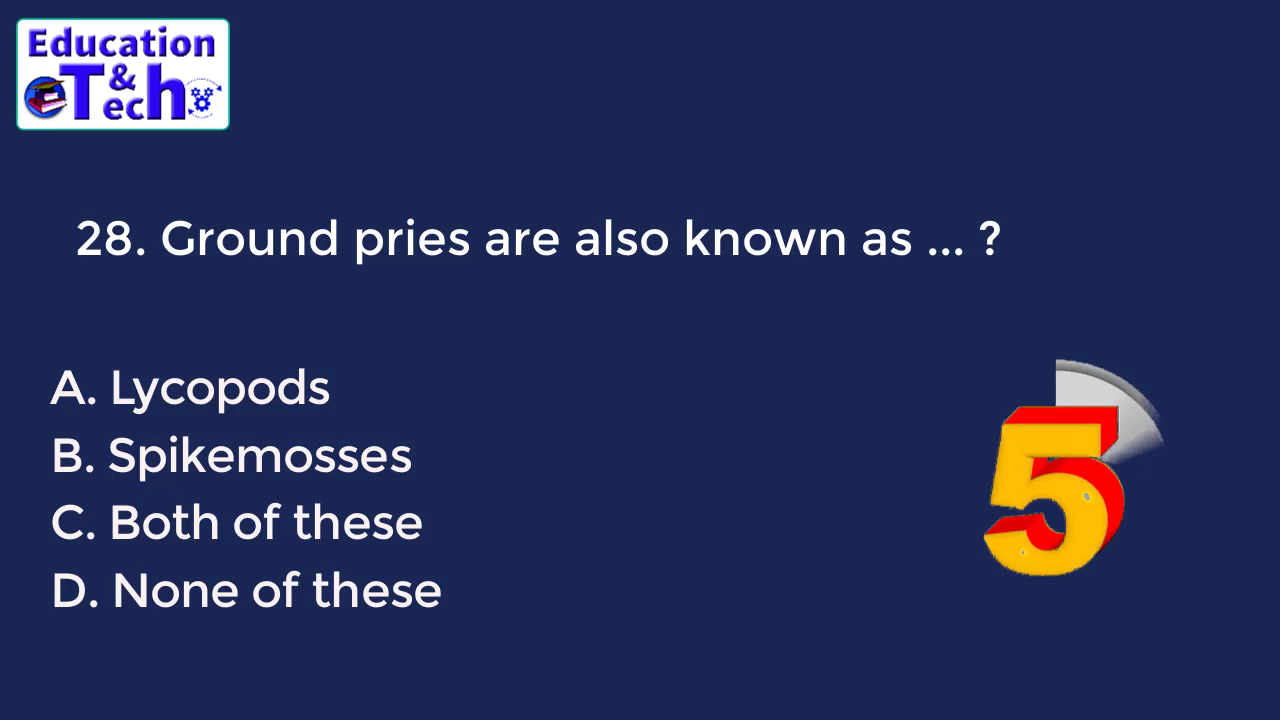 Education
&
Tech
28. Ground pries are also known as ... ?
A. Lycopods
B. Spikemosses
C. Both of these
D. None of these
5